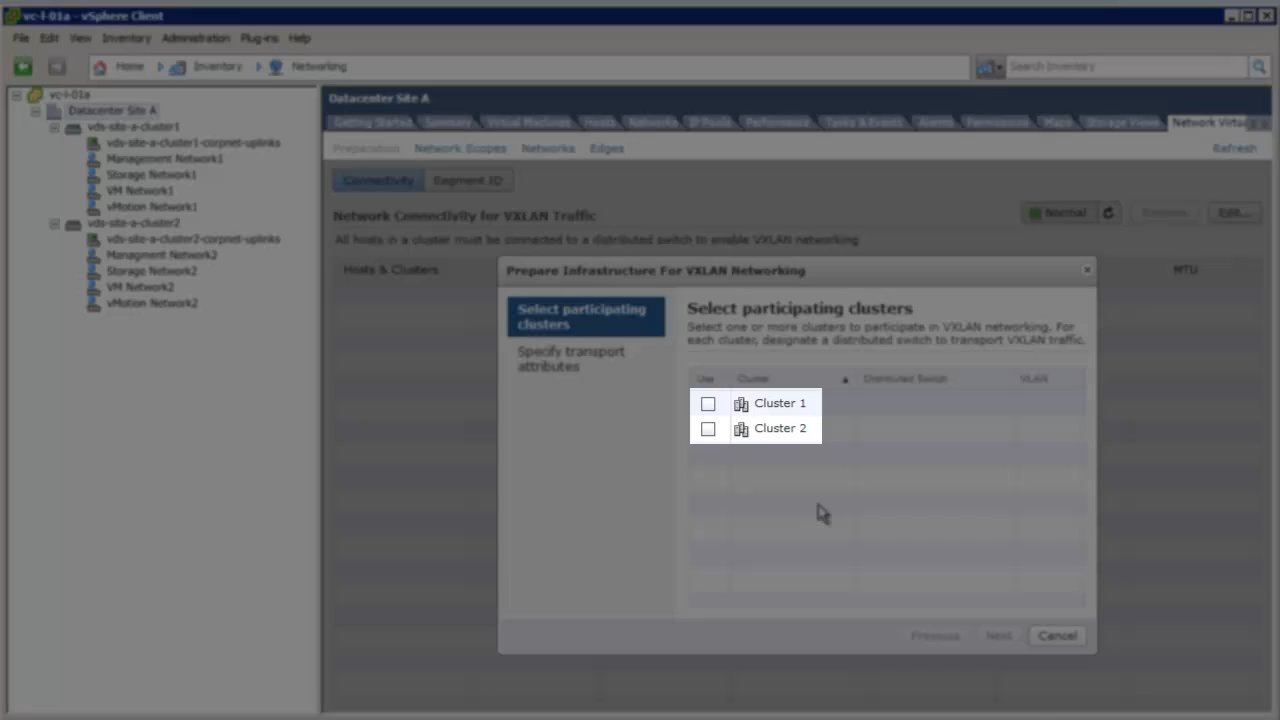 vc-l-01a - vSphere Client
File Edit View Inventory Administration Plug-ins Help
Home Inventory Networking
Search Inventory
vc-l-01a
Datacenter Site A
vds-site-a-cluster1
vds-site-a-cluster1-corpnet-uplinks
Management Network1
Storage Network1
VM Network1
vMotion Network1
vds-site-a-cluster2
vds-site-a-cluster2-corpnet-uplinks
Managment Network2
Storage Network2
VM Network2
vMotion Network2
Datacenter Site A
Getting Started Summary Virtual Machines Hosts Networks IP Pools Performance Tasks & Events Alarms Permissions Maps Storage Views Network Virtu
Preparation Network Scopes Networks Edges Refresh
Connectivity Segment ID
Network Connectivity for VXLAN Traffic
Normal Edit...
All hosts in a cluster must be connected to a distributed switch to enable VXLAN networking
Hosts & Clusters MTU
Prepare Infrastructure For VXLAN Networking
Select participating
clusters
Specify transport
attributes
Select participating clusters
Select one or more clusters to participate in VXLAN networking. For
each cluster, designate a distributed switch to transport VXLAN traffic.
Use Cluster Distributed Switch VLAN
Cluster 1
Cluster 2
Previous Next Cancel